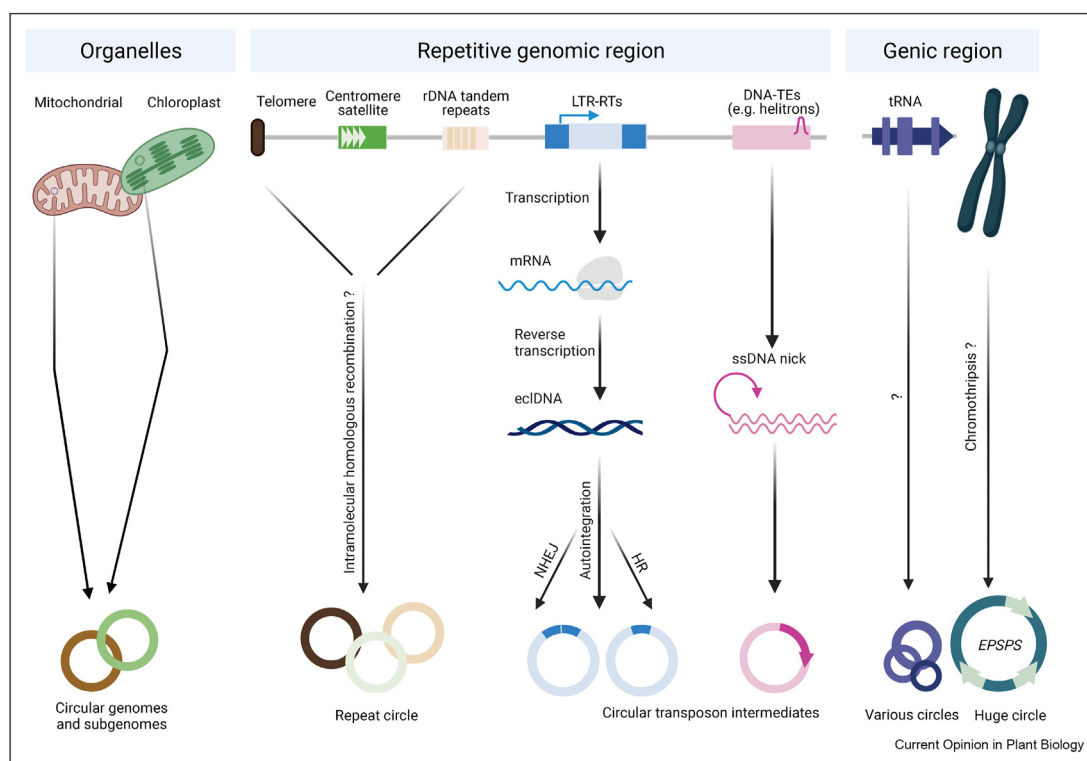 Organelles
Repetitive genomic region
Genic region
Mitochondrial
Chloroplast
Telomere
Centromere
satellite
rDNA tandem
repeats
LTR-RTs
DNA-TEs
(e.g. helitrons)
tRNA
Transcription
mRNA
Reverse
transcription
eclDNA
ssDNA nick
Intramolecular homologous recombination ?
NHEJ
Autointegration
HR
?
Chromothripsis ?
EPSPS
Circular genomes
and subgenomes
Repeat circle
Circular transposon intermediates
Various circles
Huge circle
Current Opinion in Plant Biology